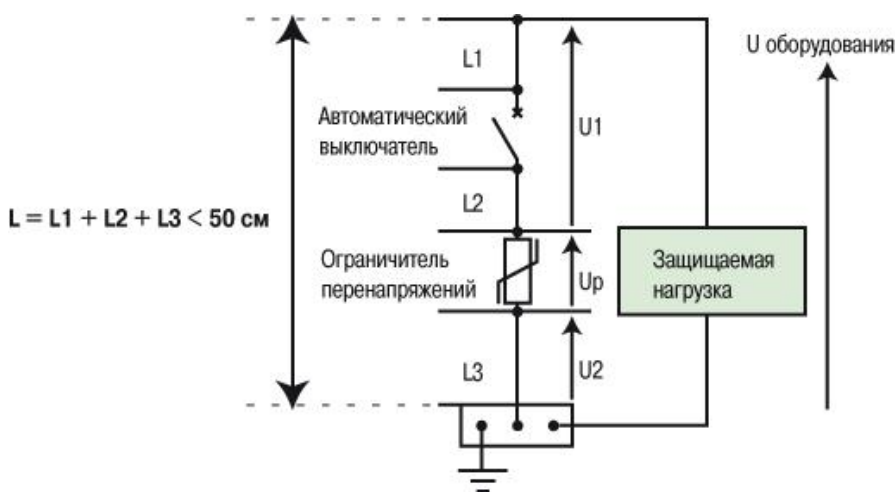 U оборудования
L1
Автоматический
выключатель
U1
L = L1 + L2 + L3 < 50 см
L2
Ограничитель
перенапряжений
Up
Защищаемая
нагрузка
L3
U2